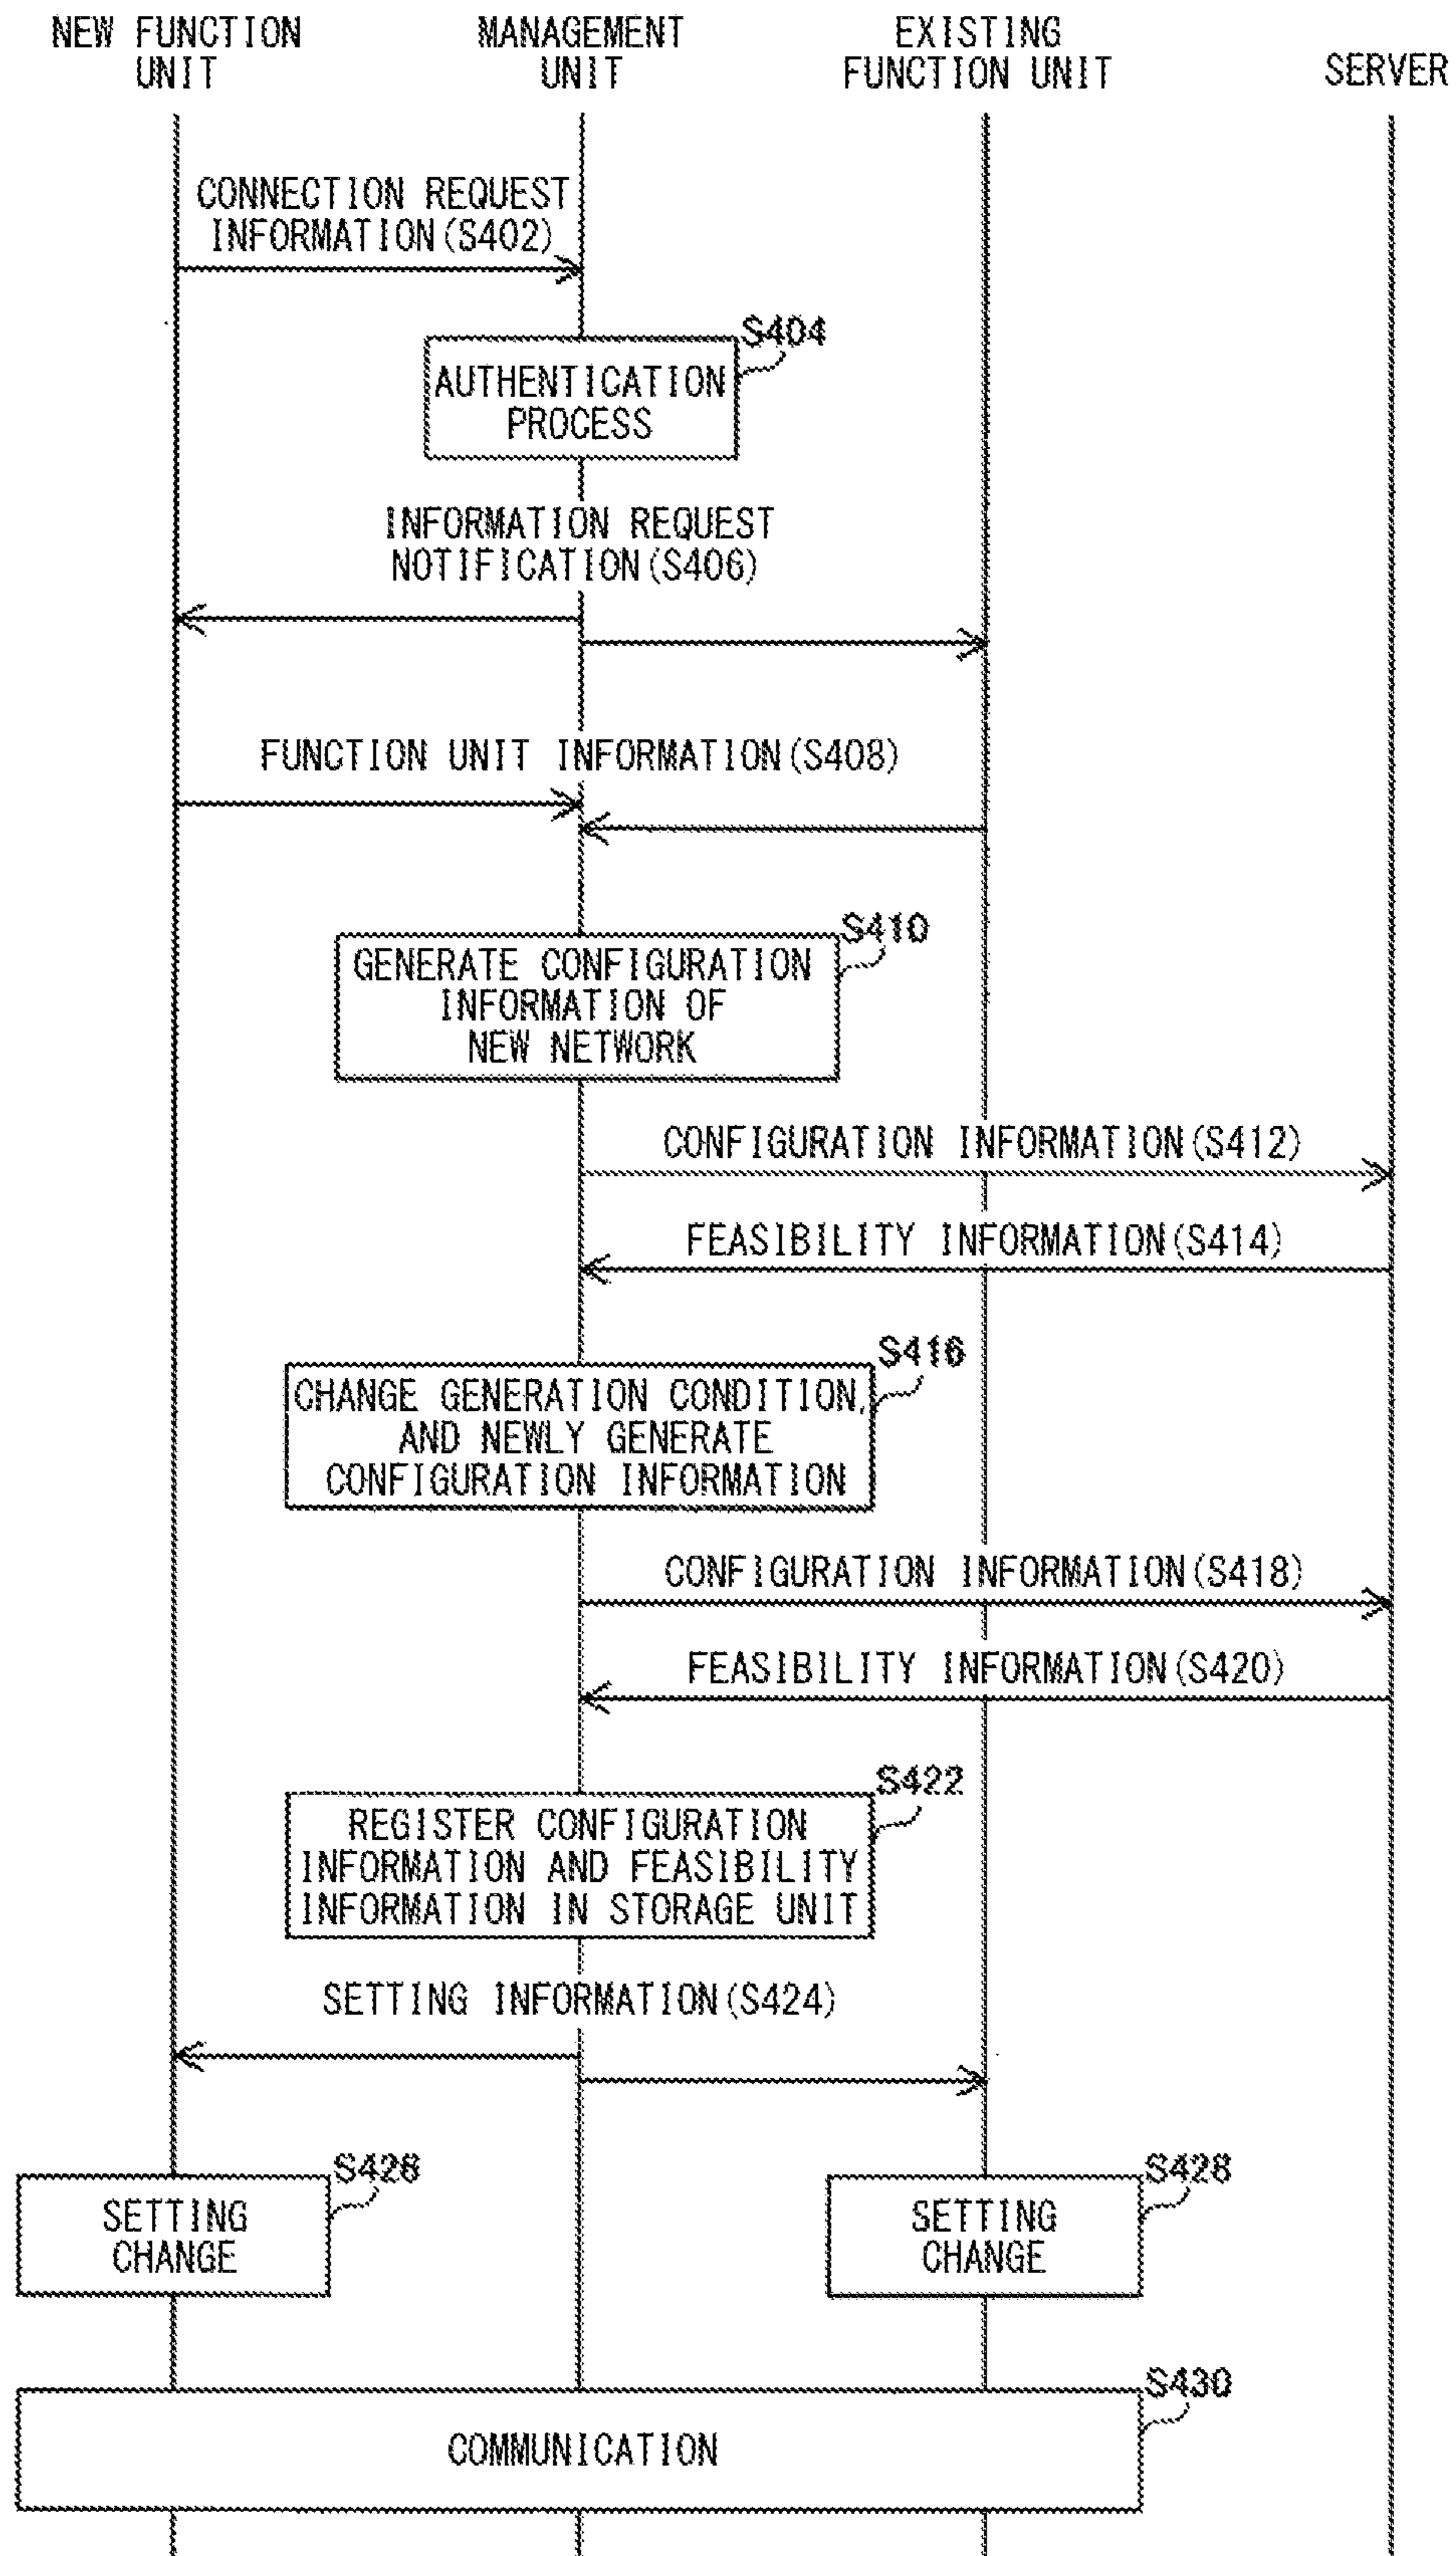 NEW FUNCTION
UNIT
MANAGEMENT
UNIT
EXISTING
FUNCTION UNIT
SERVER
CONNECTION REQUEST
INFORMATION(S402)
S404
AUTHENTICATION
PROCESS
INFORMATION REQUEST
NOTIFICATION(S406)
FUNCTION UNIT INFORMATION(S408)
S410
GENERATE CONFIGURATION
INFORMATION OF
NEW NETWORK
CONFIGURATION INFORMATION(S412)
FEASIBILITY INFORMATION(S414)
S416
CHANGE GENERATION CONDITION,
AND NEWLY GENERATE
CONFIGURATION INFORMATION
CONFIGURATION INFORMATION(S418)
FEASIBILITY INFORMATION(S420)
S422
REGISTER CONFIGURATION
INFORMATION AND FEASIBILITY
INFORMATION IN STORAGE UNIT
SETTING INFORMATION(S424)
S426
SETTING
CHANGE
S428
SETTING
CHANGE
S430
COMMUNICATION